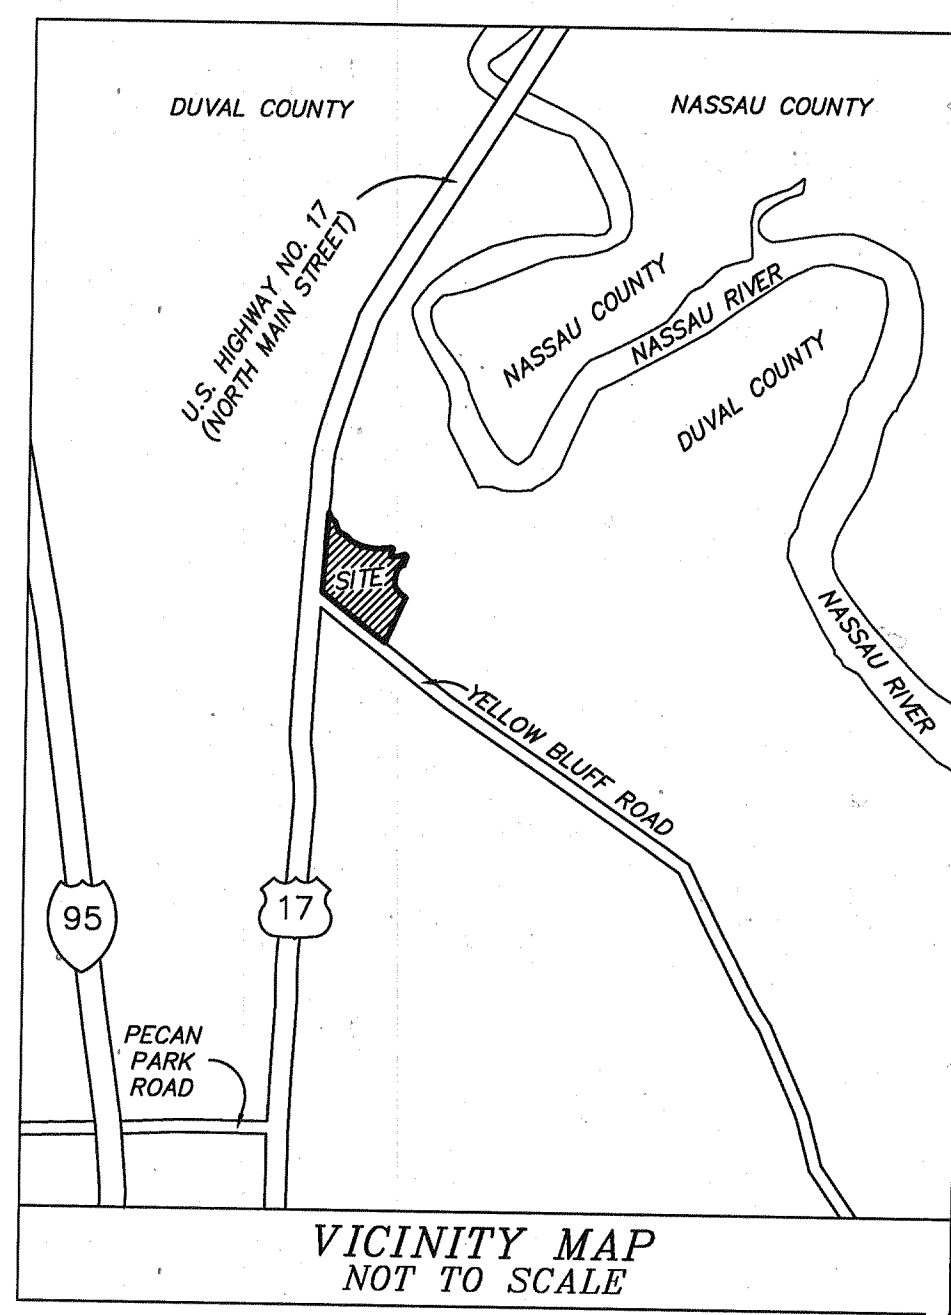 DUVAL COUNTY
NASSAU COUNTY
U.S. HIGHWAY NO. 17
(NORTH MAIN STREET)
NASSAU COUNTY
NASSAU RIVER
DUVAL COUNTY
SITE
NASSAU RIVER
YELLOW BLUFF ROAD
95
17
PECAN
PARK
ROAD
VICINITY MAP
NOT TO SCALE